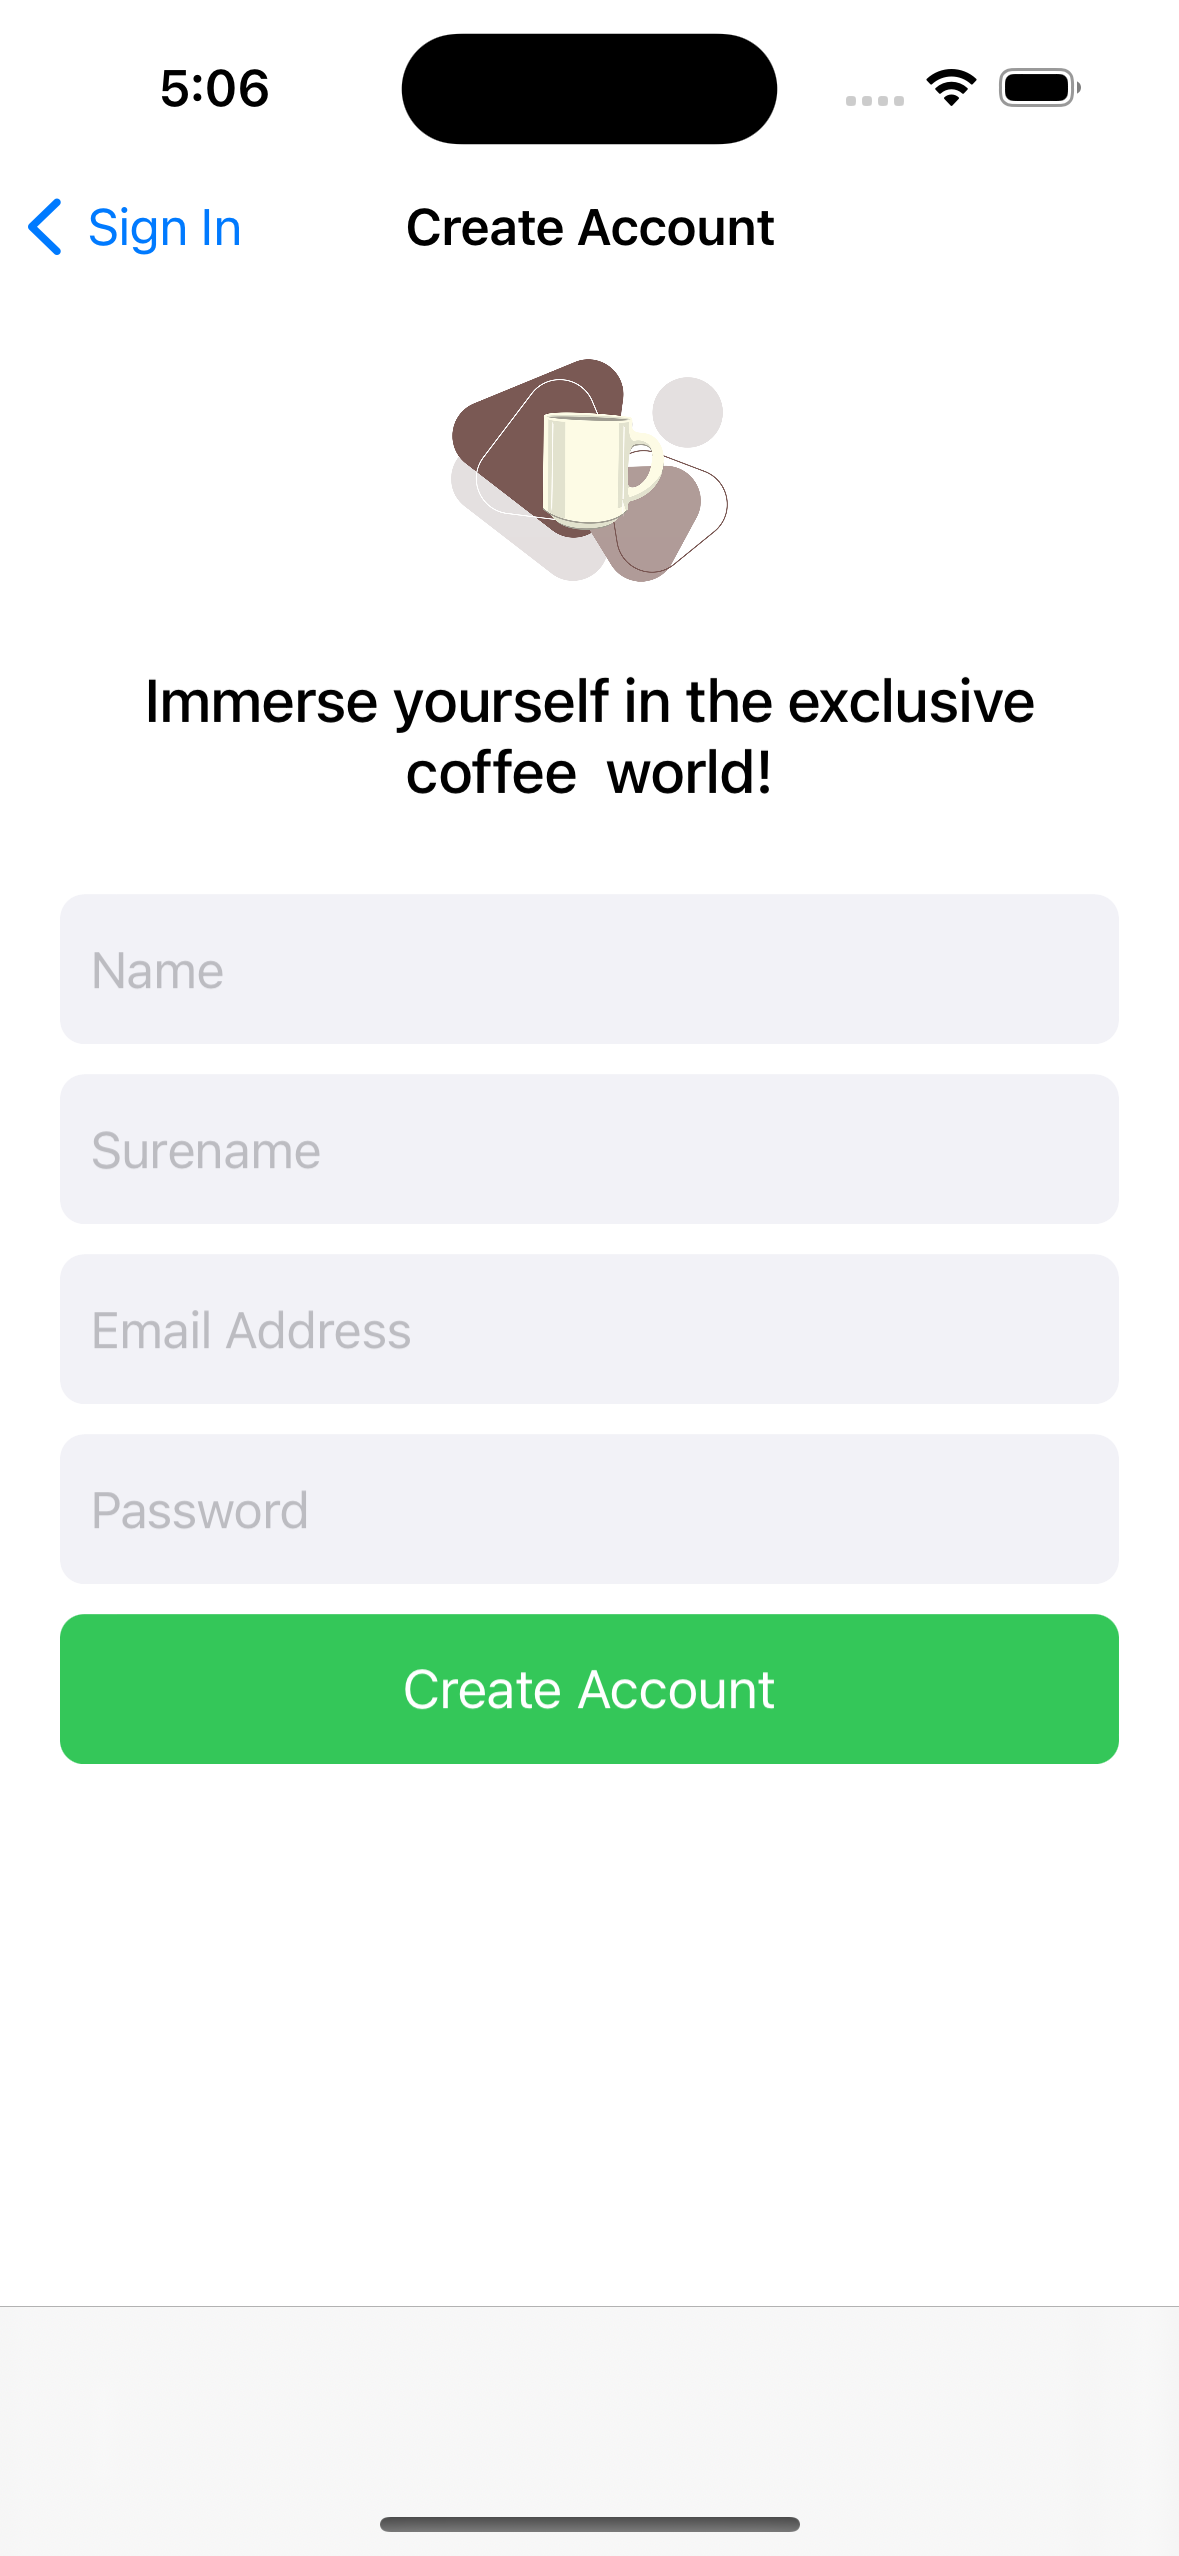 5:06
Sign In
Create Account
Immerse yourself in the exclusive
coffee  world!
Name
Surename
Email Address
Password
Create Account